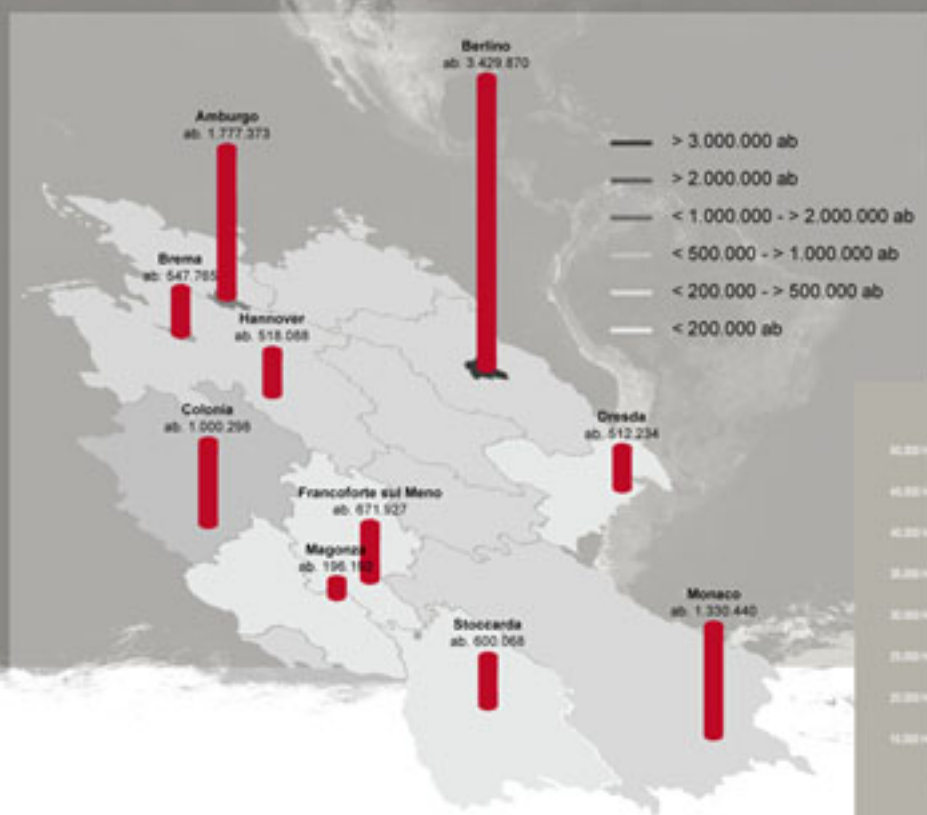 Berlino
ab. 3.429.870
Amburgo
ab. 1.777.373
> 3.000.000 ab
> 2.000.000 ab
< 1.000.000 - > 2.000.000 ab
< 500.000 - > 1.000.000 ab
< 200.000 - > 500.000 ab
< 200.000 ab
Brema
ab. 547.765
Hannover
ab. 518.088
Colonia
ab. 1.000.298
Dresda
ab. 512.234
Francoforte sul Meno
ab. 671.927
Magonza
ab.
Monaco
ab. 1.330.440
Stoccarda
ab. 600.068